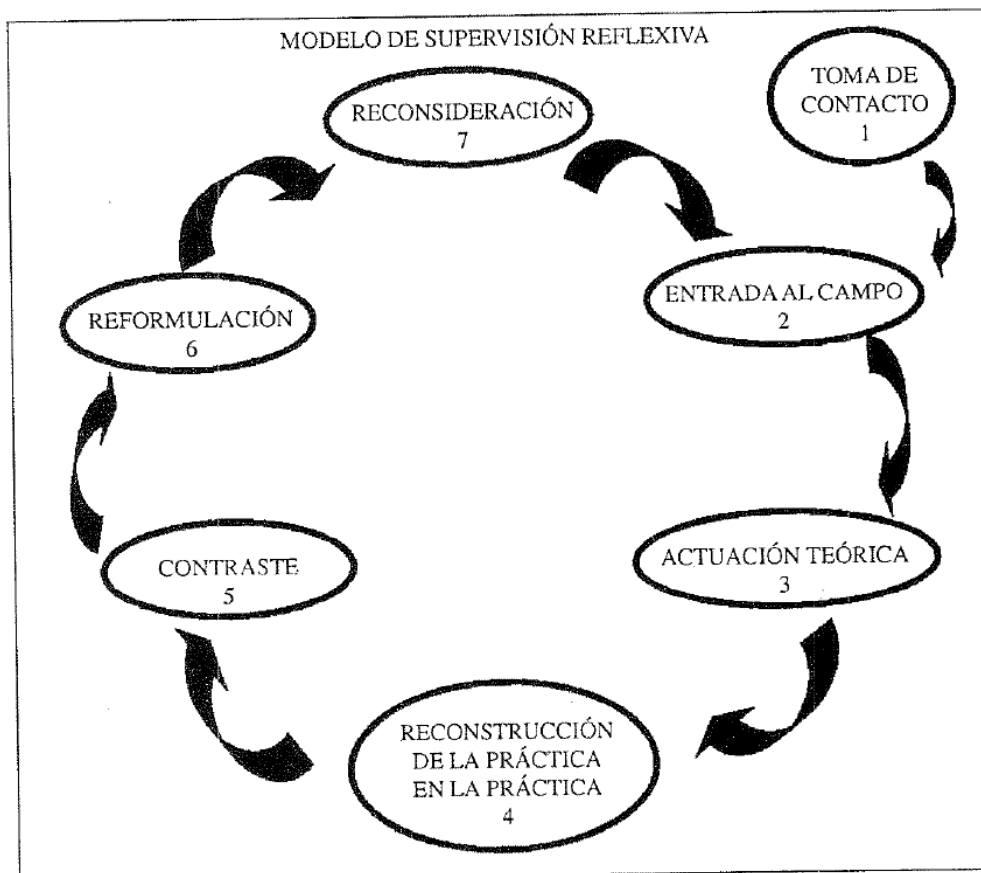 MODELO DE SUPERVISIÓN REFLEXIVA
TOMA DE
CONTACTO
1
ENTRADA AL CAMPO
2
ACTUACIÓN TEÓRICA
3
RECONSTRUCCIÓN
DE LA PRÁCTICA
EN LA PRÁCTICA
4
CONTRASTE
5
REFORMULACIÓN
6
RECONSIDERACIÓN
7